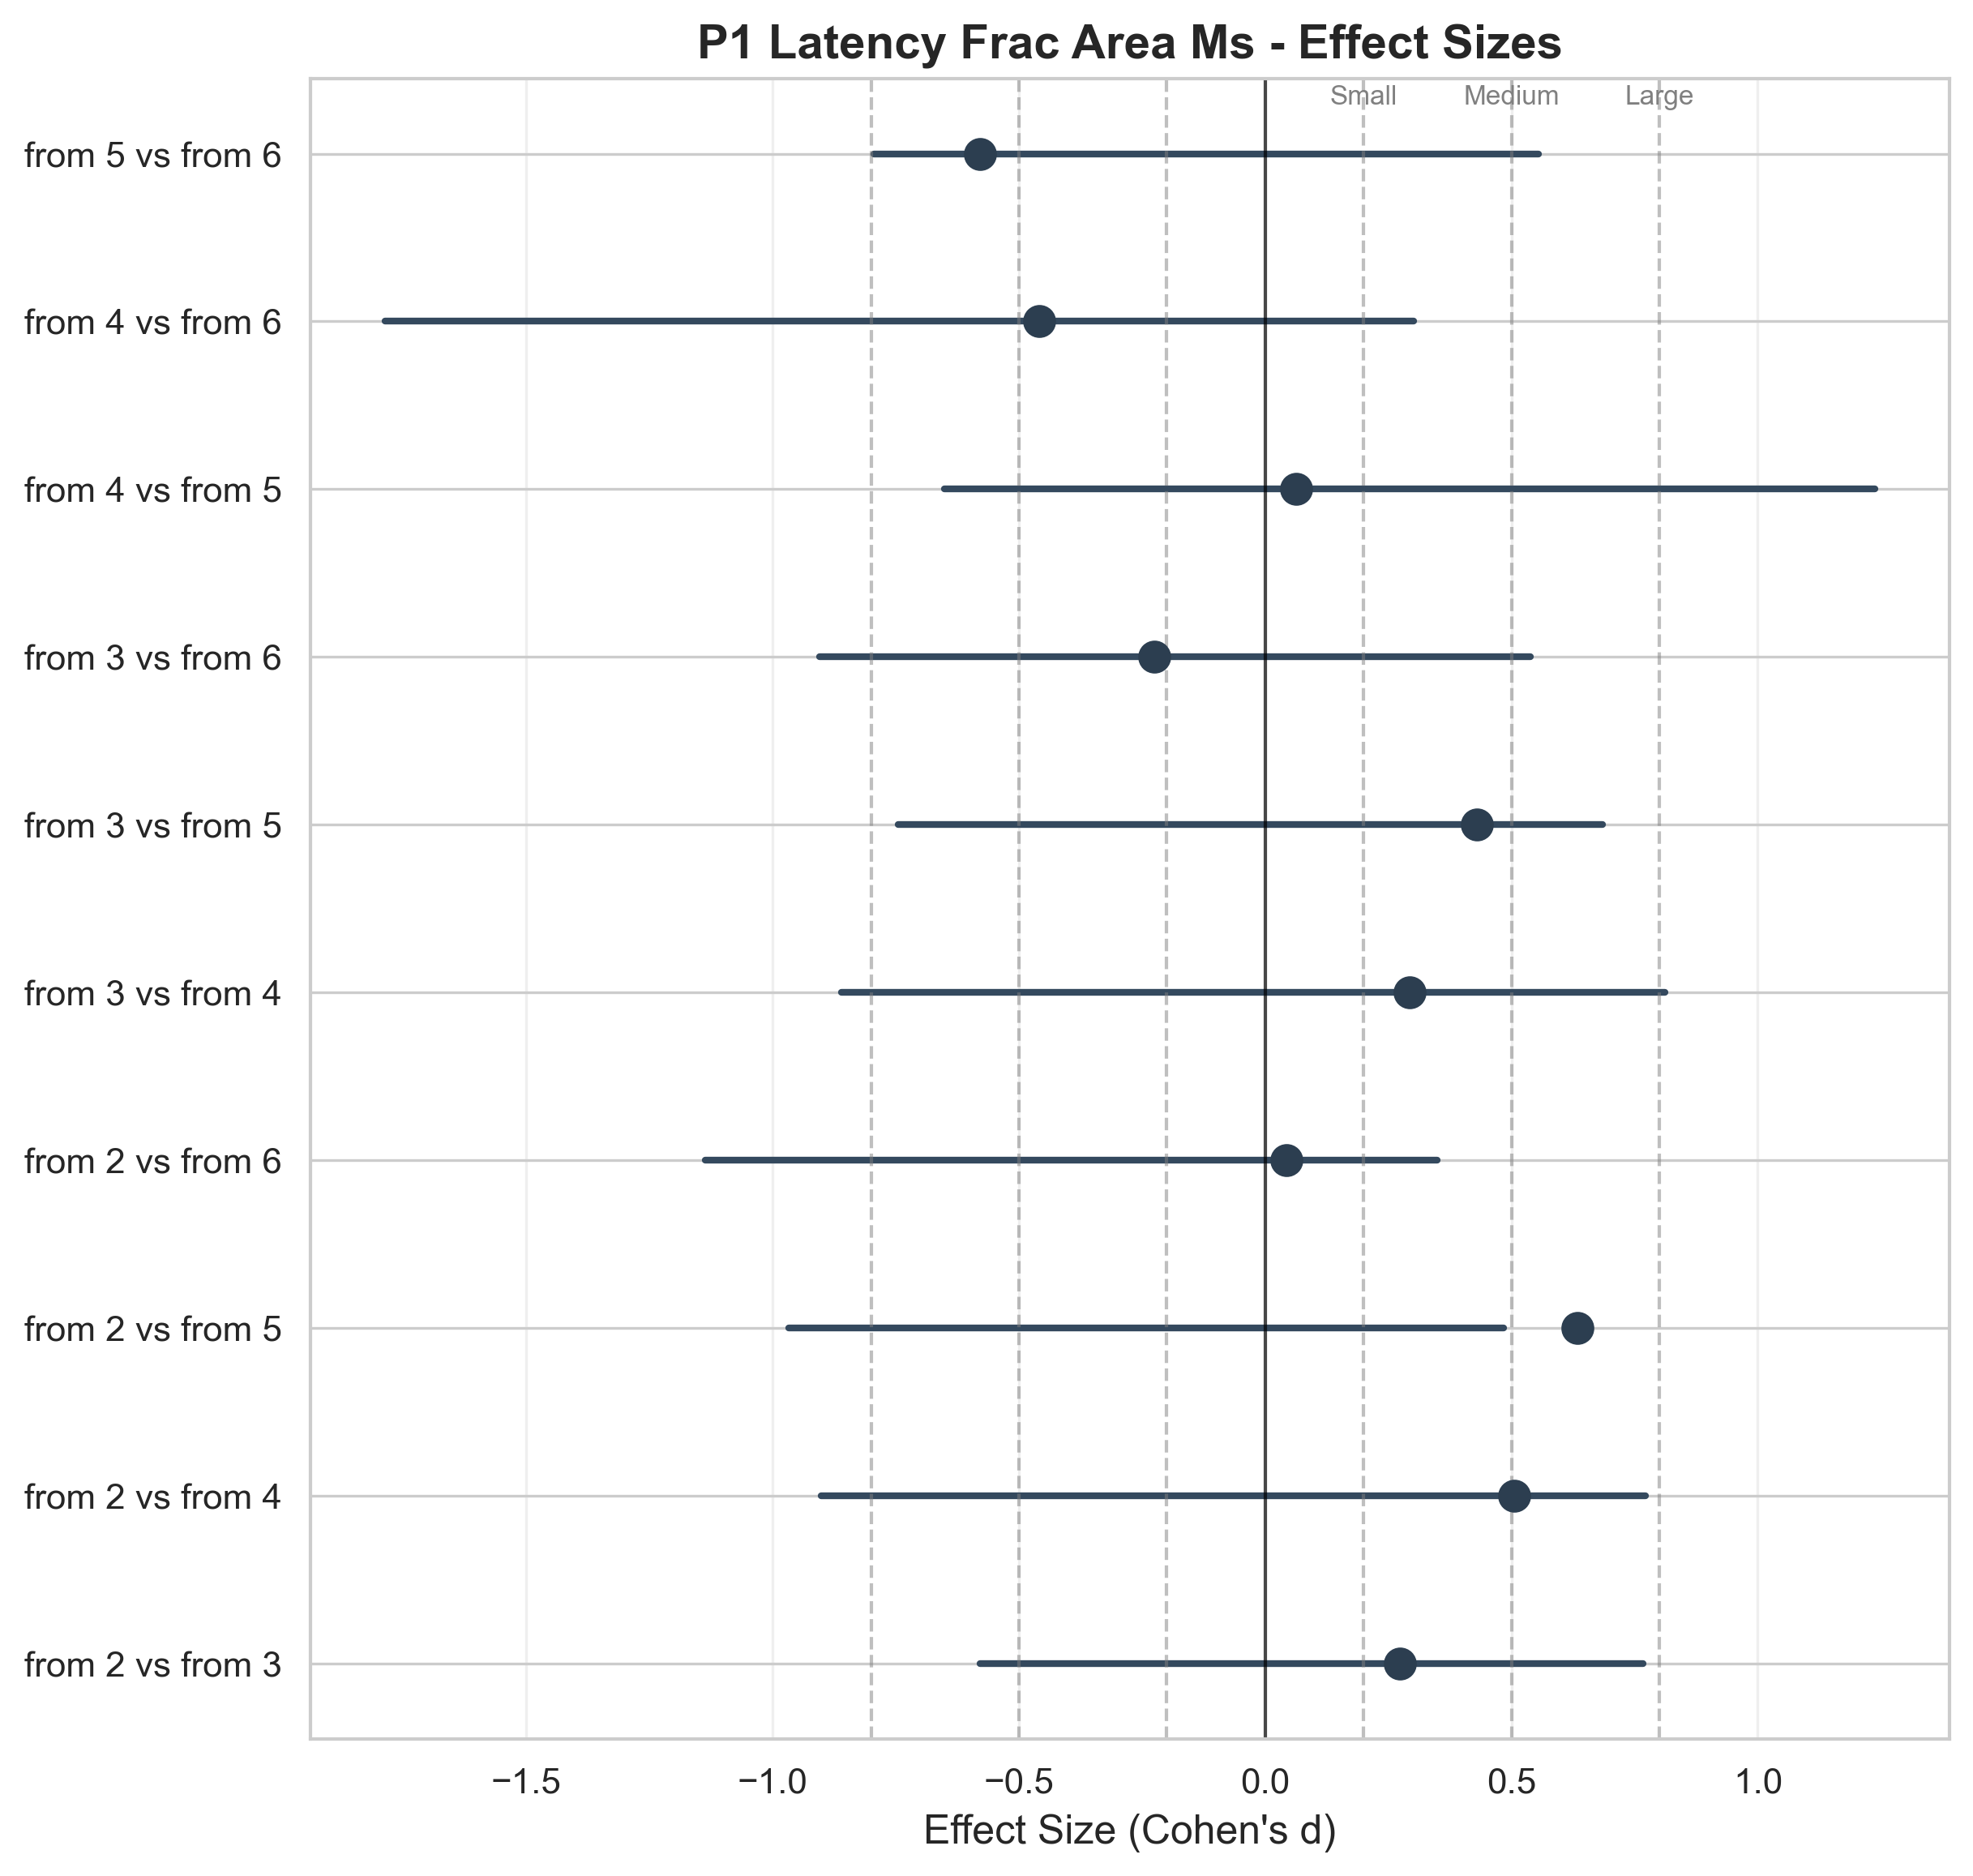 P1 Latency Frac Area Ms - Effect Sizes
Small Medium Large
from 5 vs from 6
from 4 vs from 6
from 4 vs from 5
from 3 vs from 6
from 3 vs from 5
from 3 vs from 4
from 2 vs from 6
from 2 vs from 5
from 2 vs from 4
from 2 vs from 3
−1.5 −1.0 −0.5 0.0 0.5 1.0
Effect Size (Cohen's d)